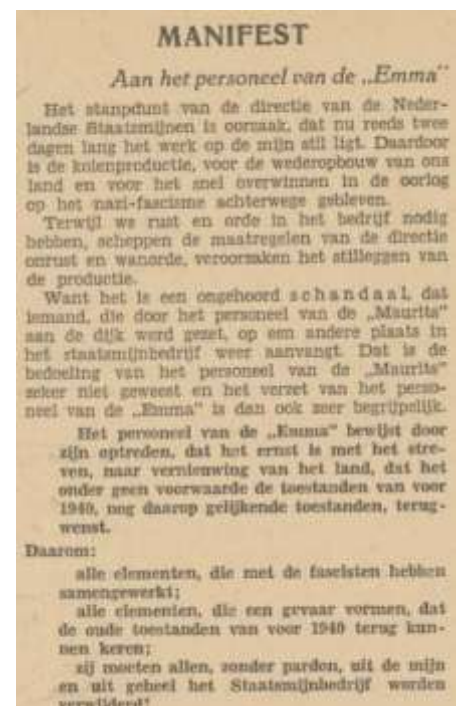 MANIFEST
Aan het personeel van de „Emma"
Het stanpdunt van de directie van de Neder-
landse Staatsmijnen is oorzaak, dat nu reeds twee
dagen lang het werk op de mijn stil ligt. Daardoor
is de kolenproductie, voor de wederopbouw van ons
land en voor het snel overwinnen in de oorlog
op het nazi-fascisme achterwege gebleven.
Terwijl we rust en orde in het bedrijf nodig
hebben, scheppen de maatregelen van de directie
onrust en wanorde, veroorzaken het stilleggen van
de productie.
Want het is een ongehoord schandaal, dat
iemand, die door het personeel van de „Maurits"
aan de dijk werd gezet, op een andere plaats in
het staatsmijnbedrijf weer aanvangt. Dat is de
bedoeling van het personeel van de „Maurits"
zeker niet geweest en het verzet van het perso-
neel van de „Emma" is dan ook zeer begrijpelijk.
Het personeel van de „Emma" bewijst door
zijn optreden, dat het ernst is met het stre-
ven, naar vernieuwing van het land, dat het
onder geen voorwaarde de toestanden van voor
1940, nog daarop gelijkende toestanden, terug-
wenst.
Daarom:
alle elementen, die met de fascisten hebben
samengewerkt;
alle elementen, die een gevaar vormen, dat
de oude toestanden van voor 1940 terug kun-
nen keren;
zij moeten allen, zonder pardon, uit de mijn
en uit geheel het Staatsmijnbedrijf worden
verwijderd!